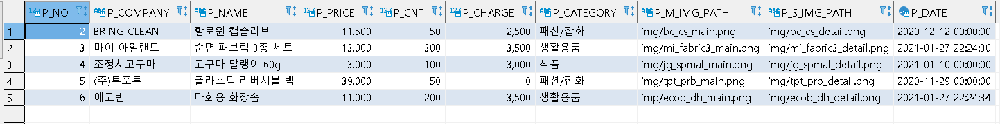 P_NO ABC P_COMPANY ABC P_NAME 123 P_PRICE 123 P_CNT 123 P_CHARGE ABC P_CATEGORY ABC P_M_IMG_PATH ABC P_S_IMG_PATH P_DATE
1 2 BRING CLEAN 할로윈 컵슬리브 11,500 50 2,500 패션/잡화 img/bc_cs_main.png img/bc_cs_detail.png 2020-12-12 00:00:00
2 3 마이 아일랜드 순면 패브릭 3종 세트 13,000 300 3,500 생활용품 img/mi_fabric3_main.png img/mi_fabric3_detail.png 2021-01-27 22:24:30
3 4 조정치고구마 고구마 말랭이 60g 3,000 100 3,000 식품 img/jg_spmal_main.png img/jg_spmal_detail.png 2021-01-10 00:00:00
4 5 (주)투포투 플라스틱 리버시블 백 39,000 50 0 패션/잡화 img/tpt_prb_main.png img/tpt_prb_detail.png 2020-11-29 00:00:00
5 6 에코빈 다회용 화장솜 11,000 200 3,500 생활용품 imp/ecob_dh_main.png img/ecob_dh_detail.png 2021-01-27 22:24:34